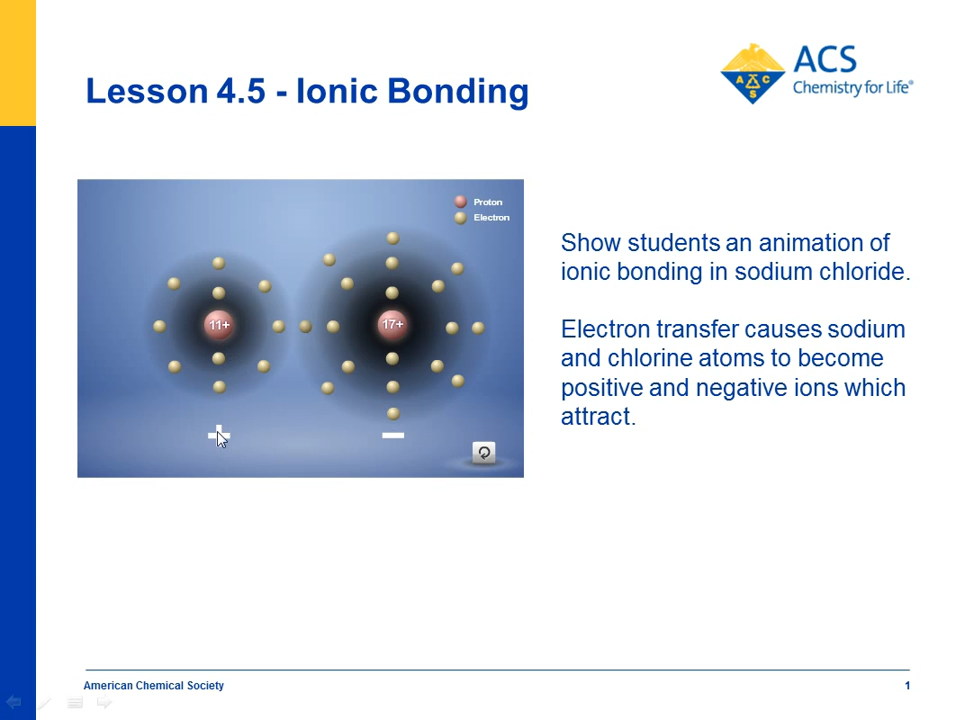 Lesson 4.5 - Ionic Bonding
ACS
Chemistry for Life®
A C S
Proton
Electron
11+
17+
+
−
Show students an animation of
ionic bonding in sodium chloride.
Electron transfer causes sodium
and chlorine atoms to become
positive and negative ions which
attract.
American Chemical Society
1